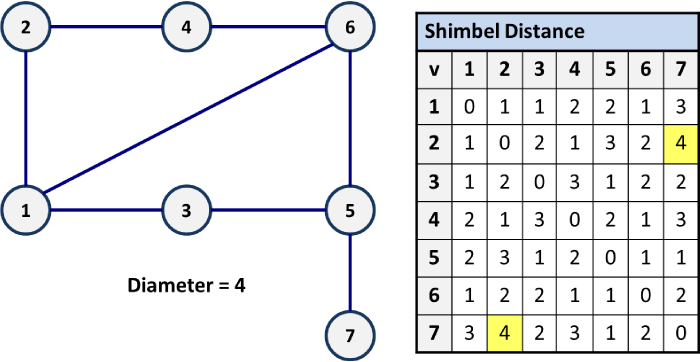 2 4 6
1 3 5
Diameter = 4
7
Shimbel Distance
v 1 2 3 4 5 6 7
1 0 1 1 2 2 1 3
2 1 0 2 1 3 2 4
3 1 2 0 3 1 2 2
4 2 1 3 0 2 1 3
5 2 3 1 2 0 1 1
6 1 2 2 1 1 0 2
7 3 4 2 3 1 2 0